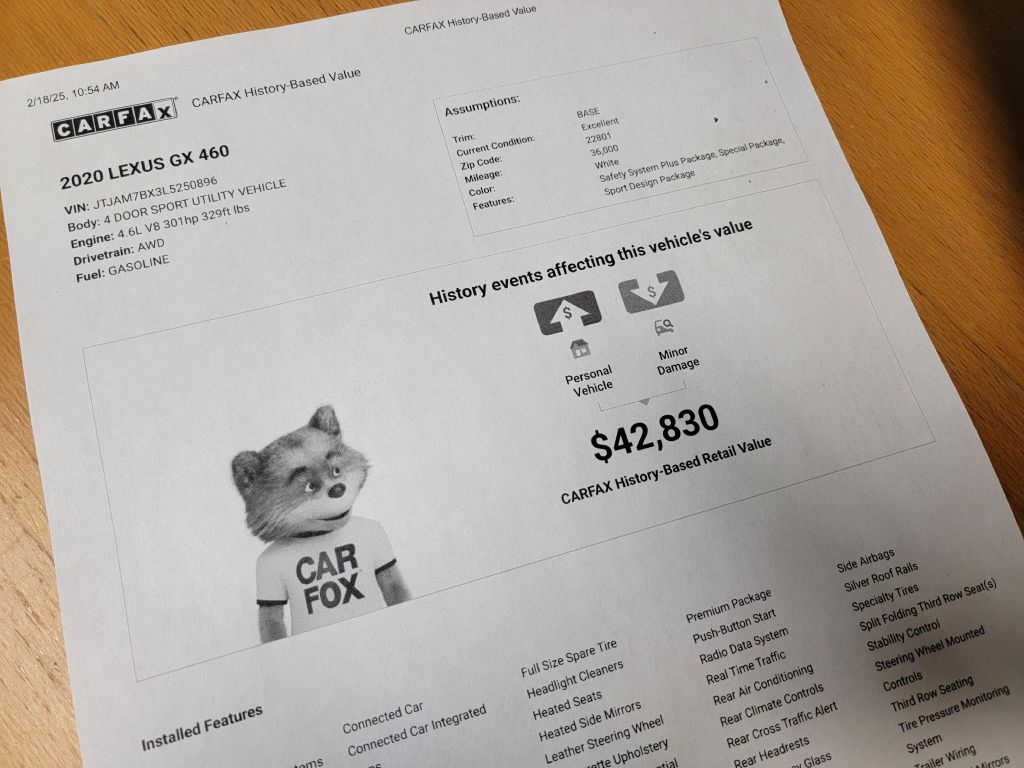 CARFAX History-Based Value
2/18/25, 10:54 AM
CARFAX
CARFAX History-Based Value
2020 LEXUS GX 460
VIN: JTJAM7BX3L5250896
Body: 4 DOOR SPORT UTILITY VEHICLE
Engine: 4.6L V8 301hp 329ft lbs
Drivetrain: AWD
Fuel: GASOLINE
Assumptions:
Trim: BASE
Current Condition: Excellent
Zip Code: 22801
Mileage: 36,000
Color: White
Features: Safety System Plus Package, Special Package,
Sport Design Package
History events affecting this vehicle's value
$
$
Personal
Vehicle
Minor
Damage
$42,830
CARFAX History-Based Retail Value
CAR
FOX
Installed Features
Connected Car
Connected Car Integrated
Full Size Spare Tire
Headlight Cleaners
Heated Seats
Heated Side Mirrors
Leather Steering Wheel
Upholstery
Premium Package
Push-Button Start
Radio Data System
Real Time Traffic
Rear Air Conditioning
Rear Climate Controls
Rear Cross Traffic Alert
Rear Headrests
Glass
Side Airbags
Silver Roof Rails
Specialty Tires
Split Folding Third Row Seat(s)
Stability Control
Steering Wheel Mounted
Controls
Third Row Seating
Tire Pressure Monitoring
System
Trailer Wiring
Mirrors